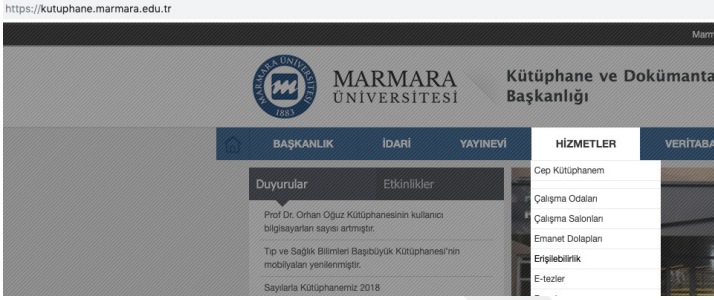 https://kutuphane.marmara.edu.tr
MARMARA ÜNİVERSİTESİ
1883
MARMARA
ÜNİVERSİTESİ
Kütüphane ve
Başkanlığı
BAŞKANLIK İDARİ YAYINEVİ HİZMETLER
Cep Kütüphanem
Çalışma Odaları
Çalışma Salonları
Emanet Dolapları
Erişilebilirlik
E-tezler
Duyurular Etkinlikler
Prof Dr. Orhan Oğuz Kütüphanesinin kullanıcı
bilgisayarları sayısı artmıştır.
Tıp ve Sağlık Bilimleri Başıbüyük Kütüphanesi'nin
mobilyaları yenilenmiştir.
Sayılarla Kütüphanemiz 2018